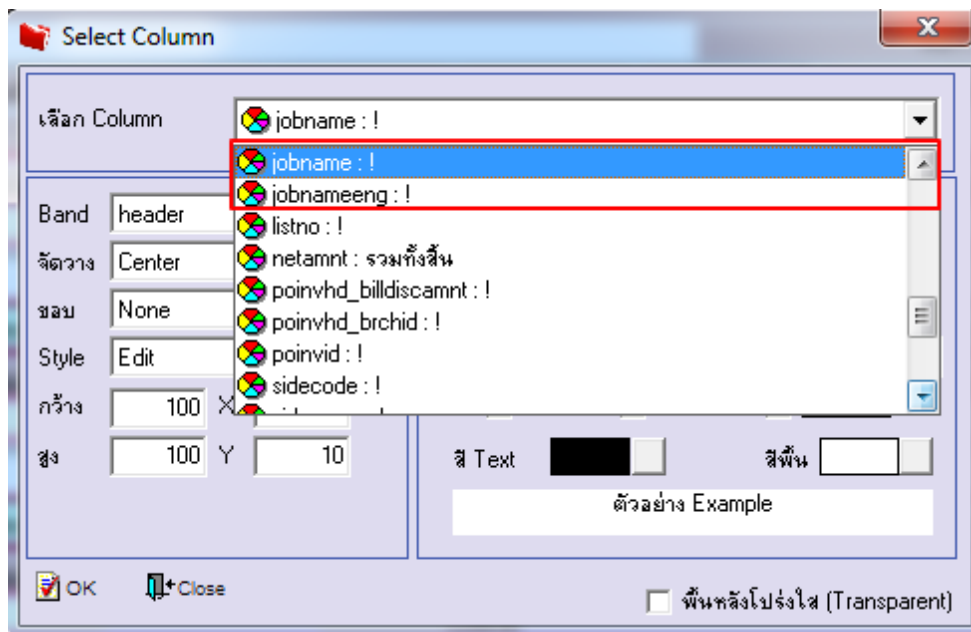 Select Column
เลือก Column
jobname : !
jobname : !
jobnameeng : !
listno : !
netamnt : รวมทั้งสิ้น
poinvhd_billdiscamnt : !
poinvhd_brchid : !
poinvid : !
sidecode : !
Band header
จัดวาง Center
ขอบ None
Style Edit
กว้าง 100 X
สูง 100 Y 10
สี Text สีพื้น
ตัวอย่าง Example
OK Close
พื้นหลังโปร่งใส (Transparent)